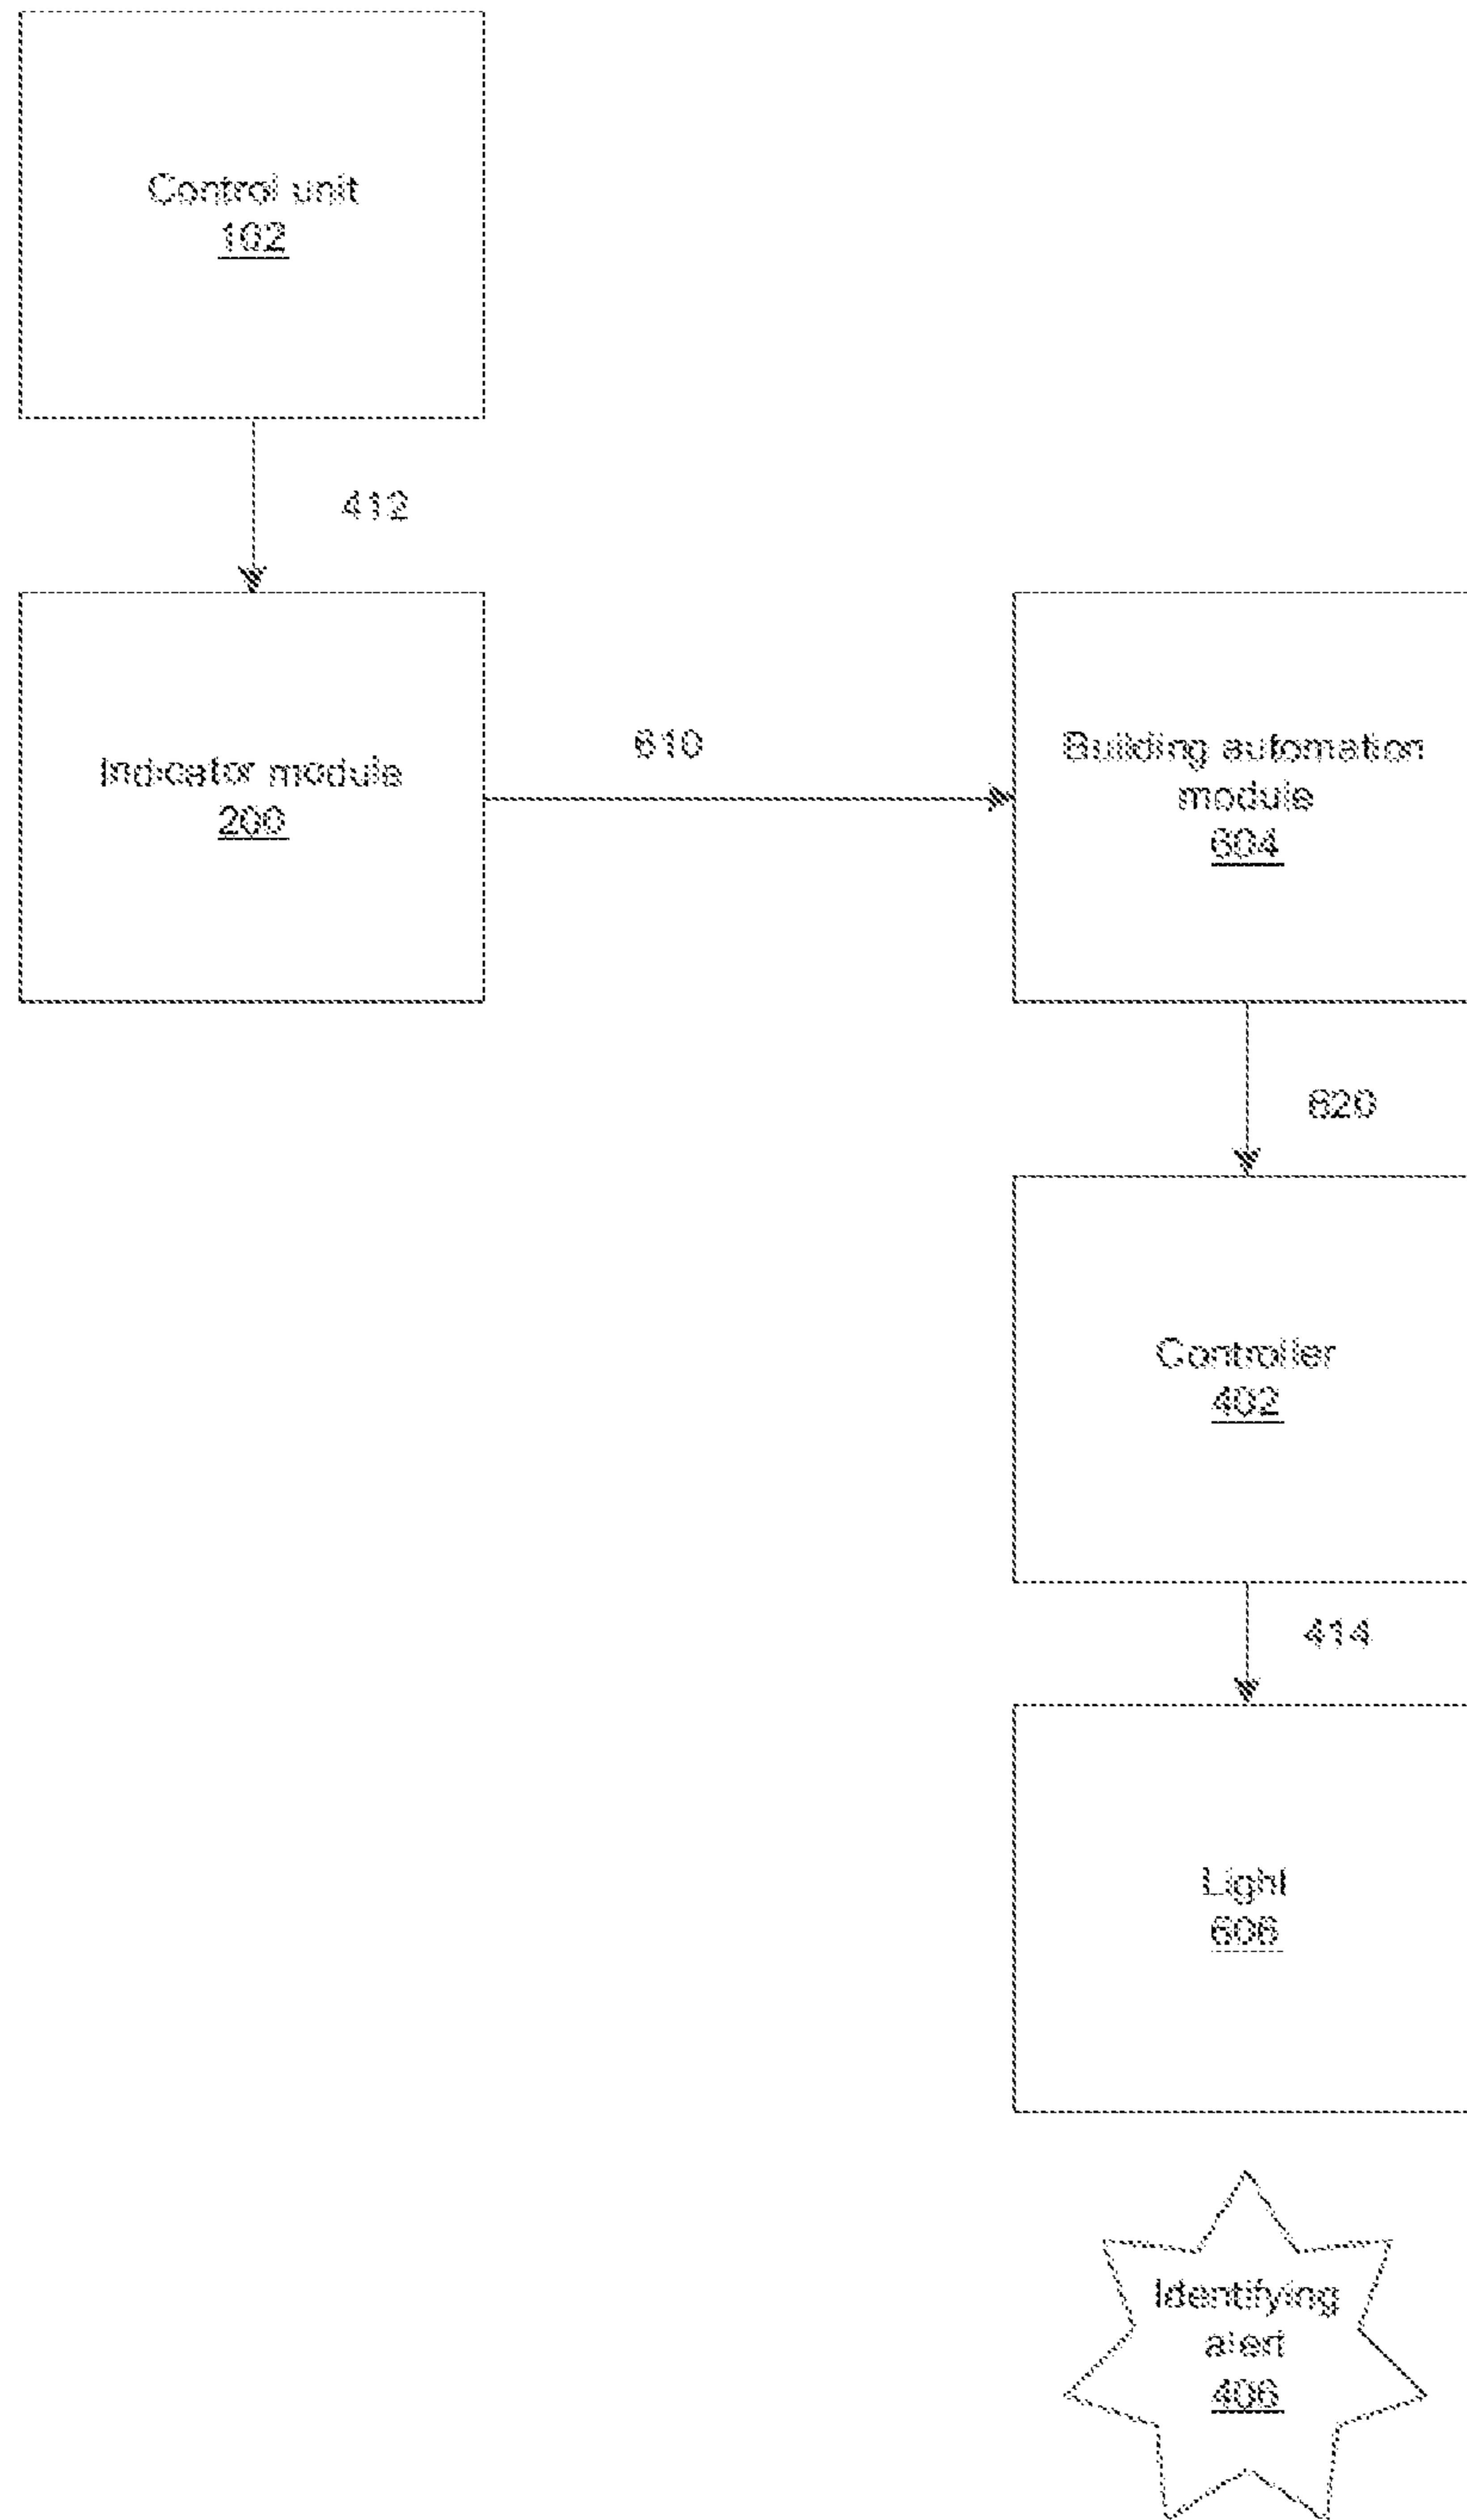 Control unit
102
412
Indicator module
200
610
Building automation
module
604
620
Controller
402
414
Light
606
Identifying
alert
406